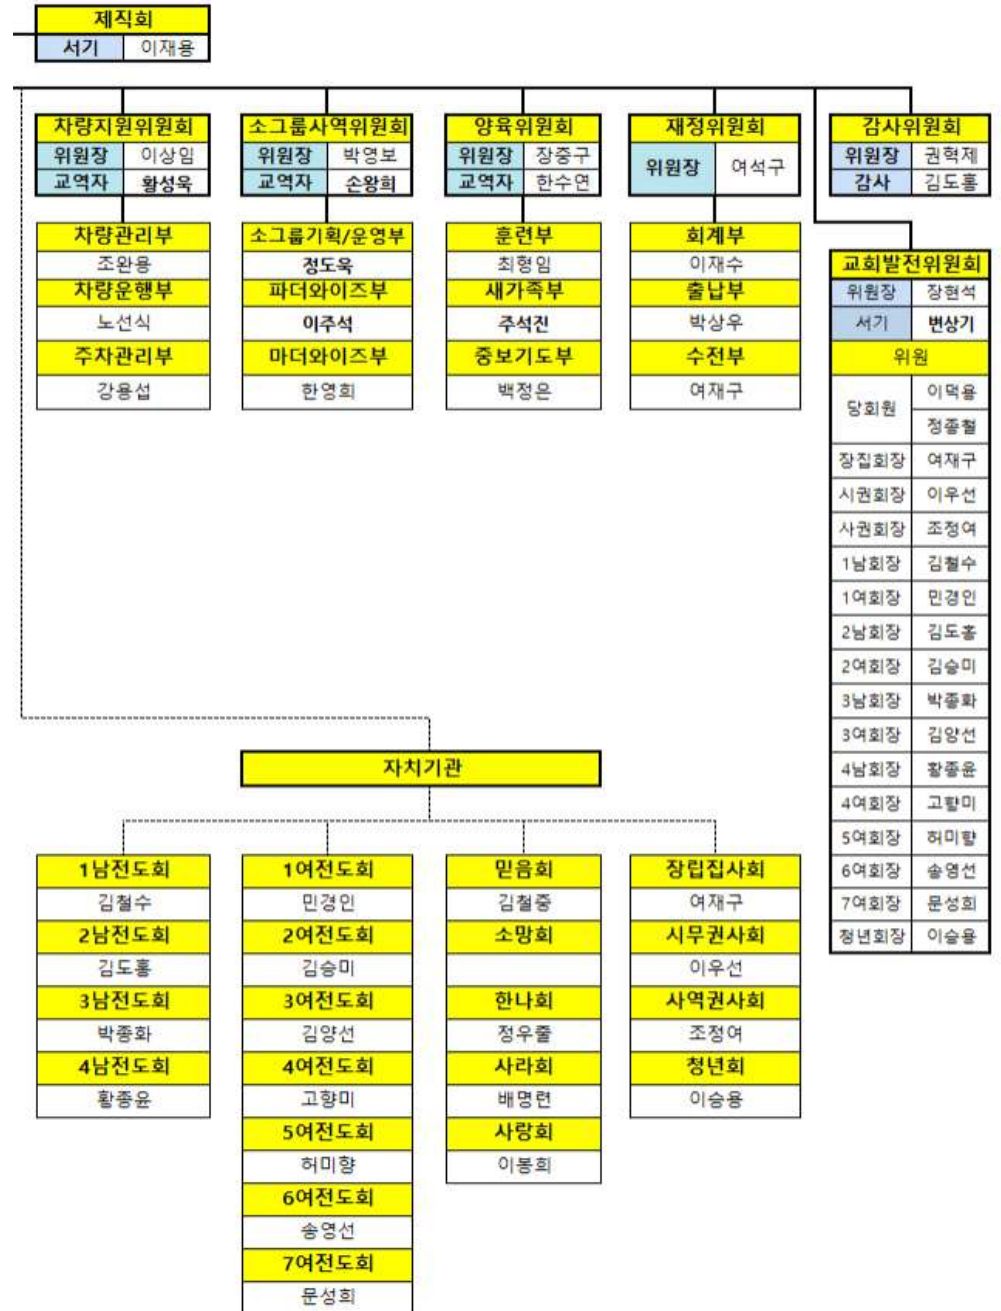 제직회
서기 이재용
차량지원위원회 소그룹사역위원회 양육위원회 재정위원회 감사위원회
위원장 이상임 위원장 박영보 위원장 장중구 위원장 여석구 위원장 권혁제
교역자 황성욱 교역자 손왕희 교역자 한수연 감사 김도홍
차량관리부 소그룹기획/운영부 훈련부 회계부
조완용 정도욱 최형임 이재수
차량운행부 파더와이즈부 새가족부 출납부
노선식 이주석 주석진 박상우
주차관리부 마더와이즈부 중보기도부 수전부
강용섭 한영희 백정은 여재구
교회발전위원회
위원장 장현석
서기 변상기
위원
당회원 이덕용
정종철
장집회장 여재구
시권회장 이우선
사권회장 조정여
1남회장 김철수
1여회장 민경인
2남회장 김도홍
2여회장 김승미
3남회장 박종화
3여회장 김양선
4남회장 황종윤
4여회장 고향미
5여회장 허미향
6여회장 송영선
7여회장 문성희
청년회장 이승용
자치기관
1남전도회 1여전도회 믿음회 장립집사회
김철수 민경인 김철중 여재구
2남전도회 2여전도회 소망회 시무권사회
김도홍 김승미 이우선
3남전도회 3여전도회 한나회 사역권사회
박종화 김양선 정우줄 조정여
4남전도회 4여전도회 사라회 청년회
황종윤 고향미 배명련 이승용
5여전도회 사랑회
허미향 이봉희
6여전도회
송영선
7여전도회
문성희